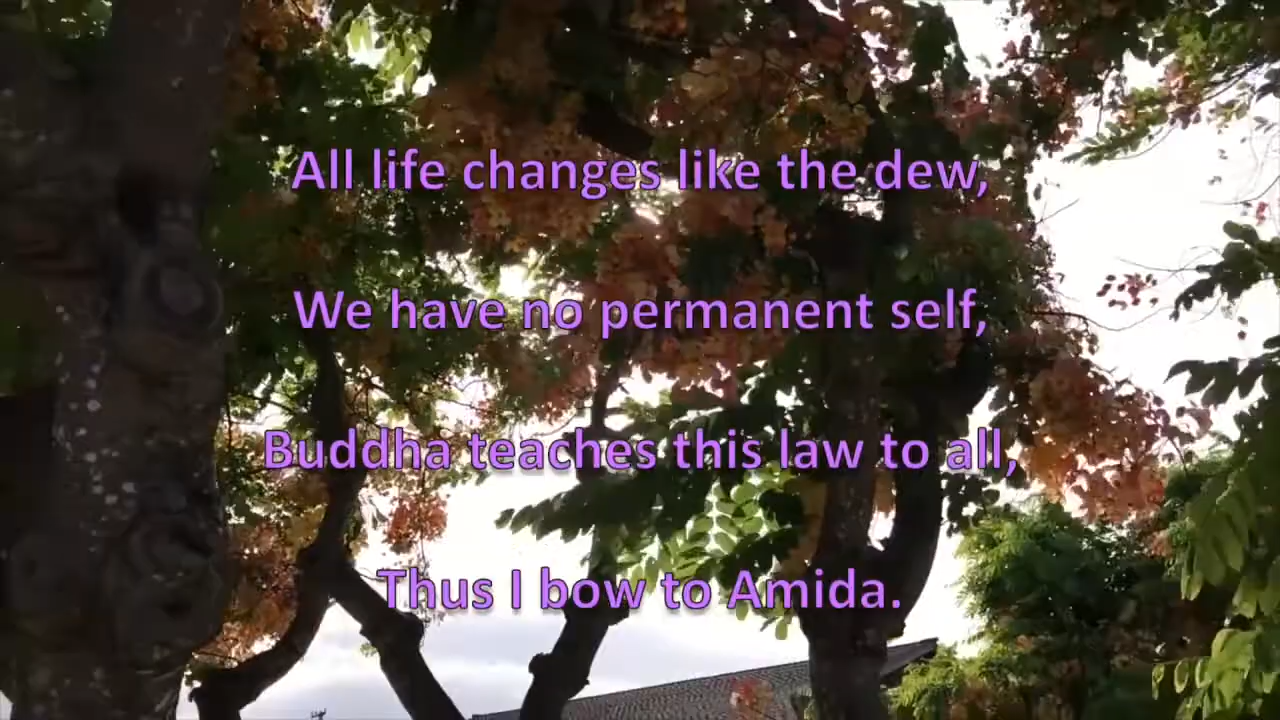 All life changes like the dew,
We have no permanent self,
Buddha teaches this law to all,
Thus I bow to Amida.